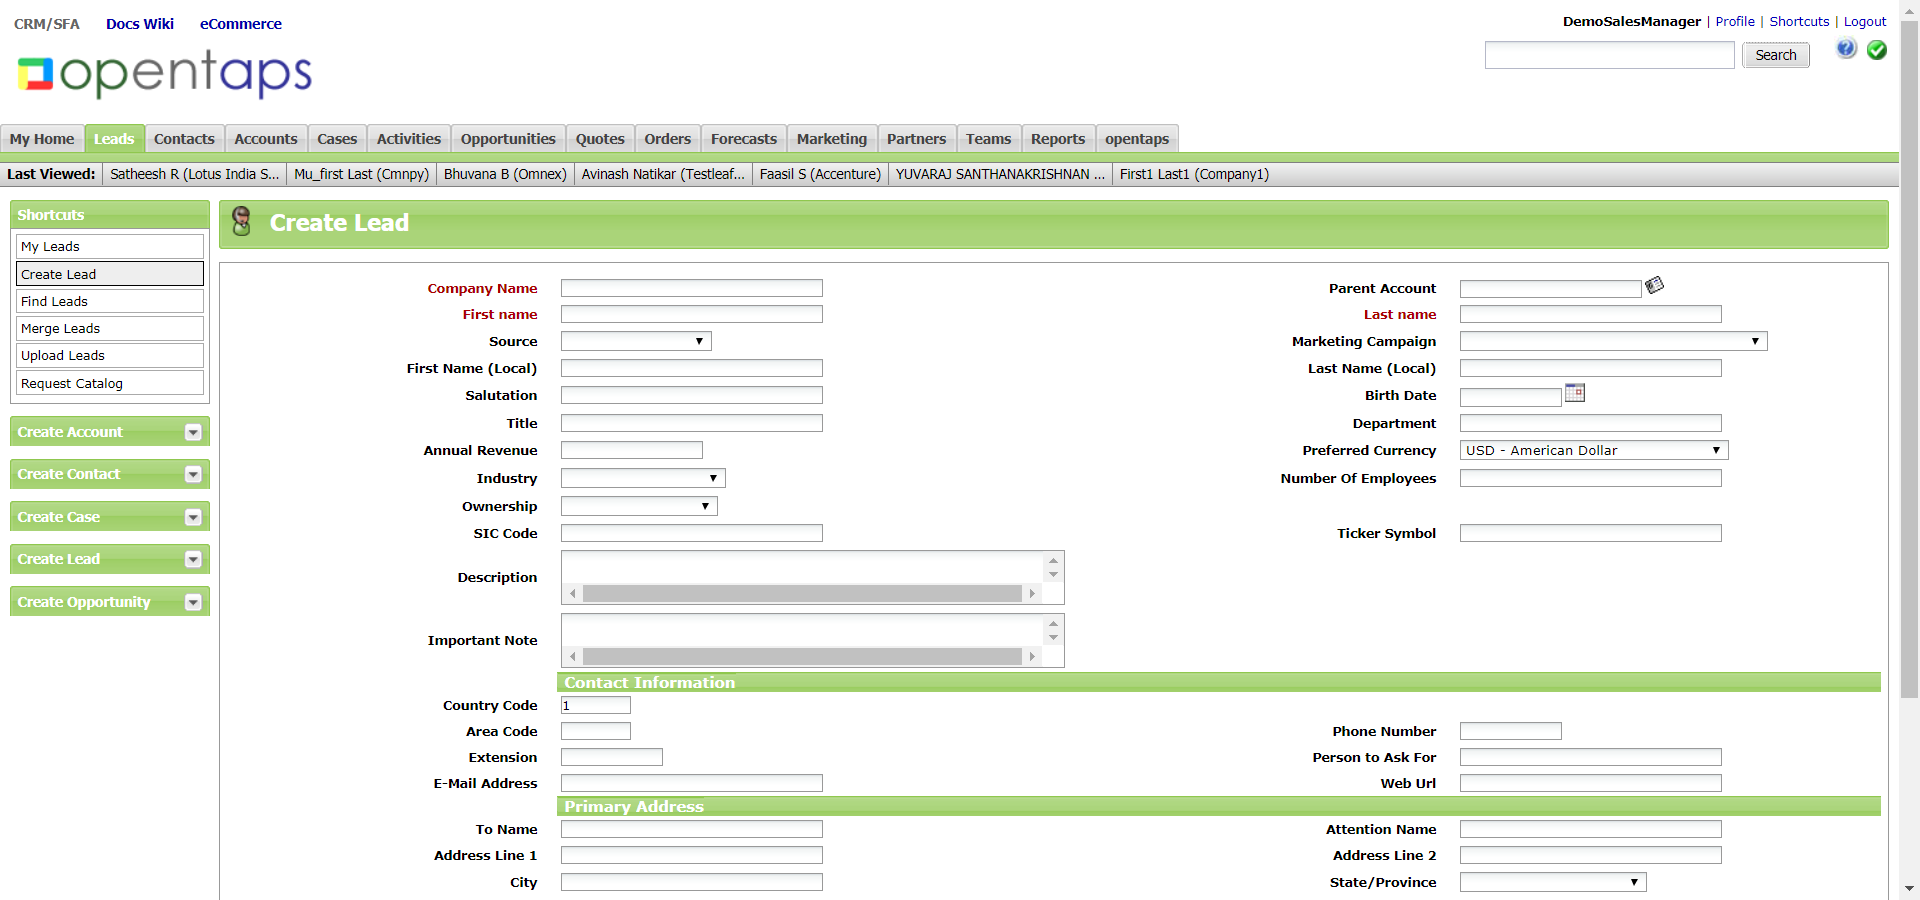 CRM/SFA Docs Wiki eCommerce
DemoSalesManager | Profile | Shortcuts | Logout
opentaps
Search
My Home Leads Contacts Accounts Cases Activities Opportunities Quotes Orders Forecasts Marketing Partners Teams Reports opentaps
Last Viewed: Satheesh R (Lotus India S... Mu_first Last (Cmnpy) Bhuvana B (Omnex) Avinash Natikar (Testleaf... Faasil S (Accenture) YUVARAJ SANTHANAKRISHNAN ... First1 Last1 (Company1)
Shortcuts
My Leads
Create Lead
Find Leads
Merge Leads
Upload Leads
Request Catalog
Create Account
Create Contact
Create Case
Create Lead
Create Opportunity
Create Lead
Company Name Parent Account
First name Last name
Source Marketing Campaign
First Name (Local) Last Name (Local)
Salutation Birth Date
Title Department
Annual Revenue Preferred Currency USD - American Dollar
Industry Number Of Employees
Ownership
SIC Code Ticker Symbol
Description
Important Note
Contact Information
Country Code 1
Area Code Phone Number
Extension Person to Ask For
E-Mail Address Web Url
Primary Address
To Name Attention Name
Address Line 1 Address Line 2
City State/Province